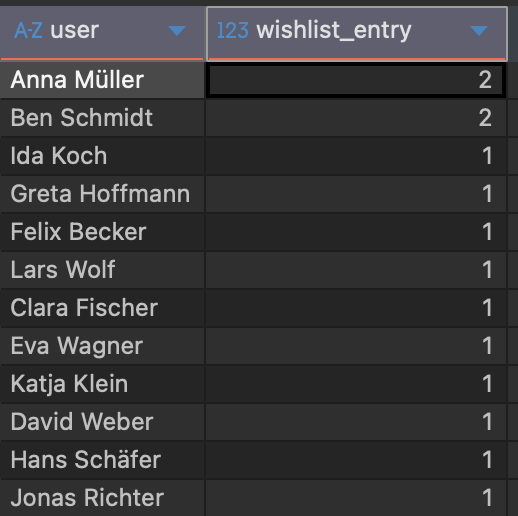 A-Z user 123 wishlist_entry
Anna Müller 2
Ben Schmidt 2
Ida Koch 1
Greta Hoffmann 1
Felix Becker 1
Lars Wolf 1
Clara Fischer 1
Eva Wagner 1
Katja Klein 1
David Weber 1
Hans Schäfer 1
Jonas Richter 1